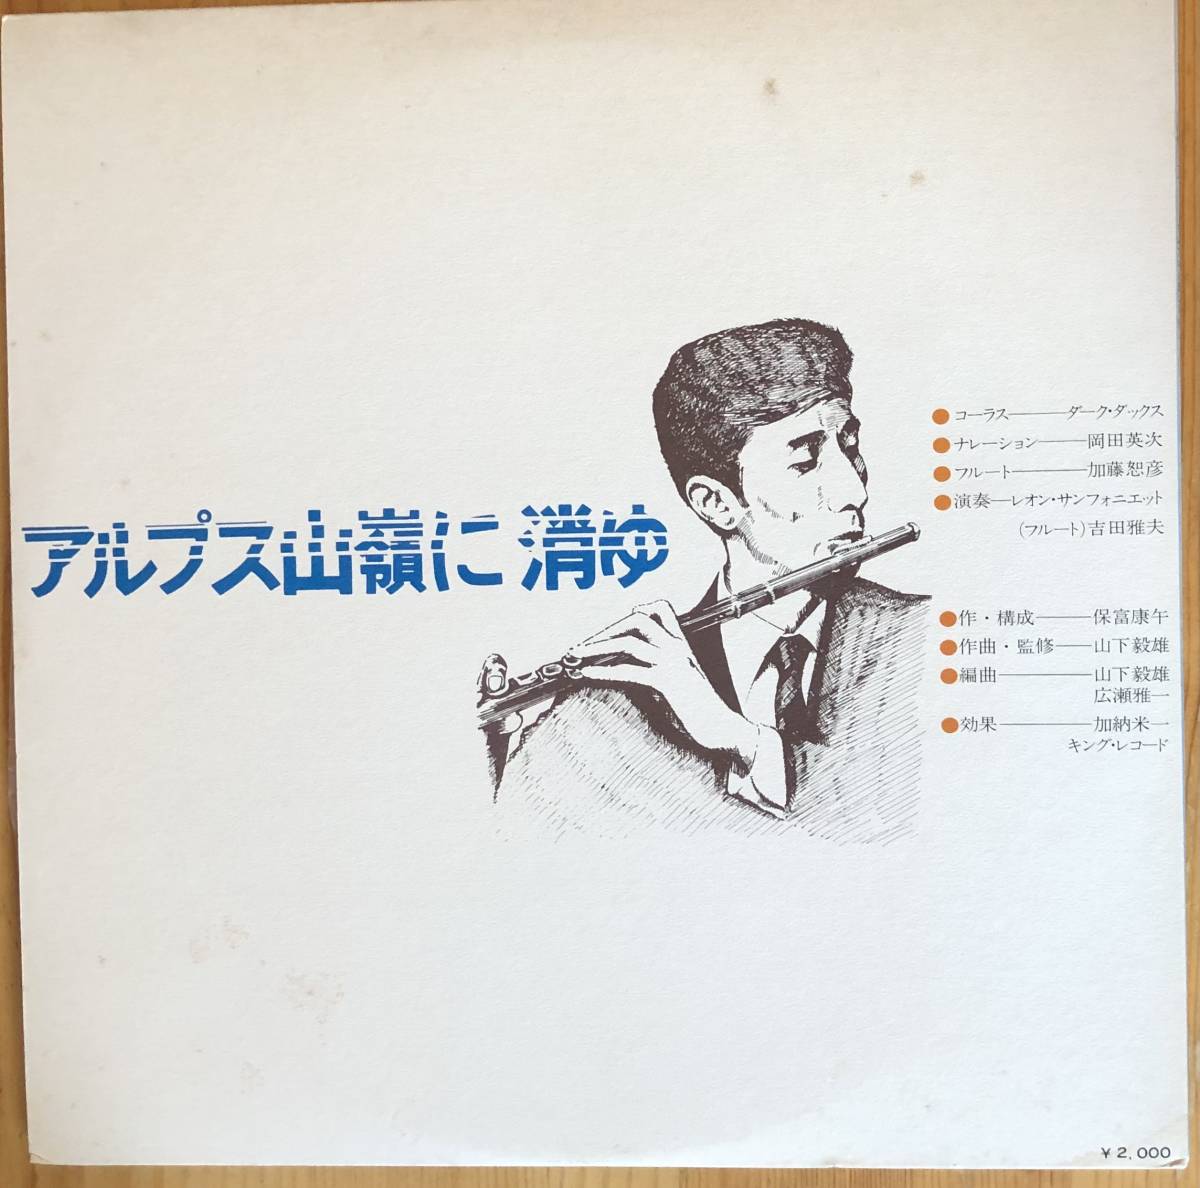 アルプス山嶺に消ゆ
●コーラス───ダーク・ダックス
●ナレーション───岡田英次
●フルート───加藤恕彦
●演奏─レオン・サンフォニエット
(フルート)吉田雅夫
●作・構成───保富康午
●作曲・監修──山下毅雄
●編曲─────山下毅雄
広瀬雅一
●効果─────加納米一
キング・レコード
¥2,000